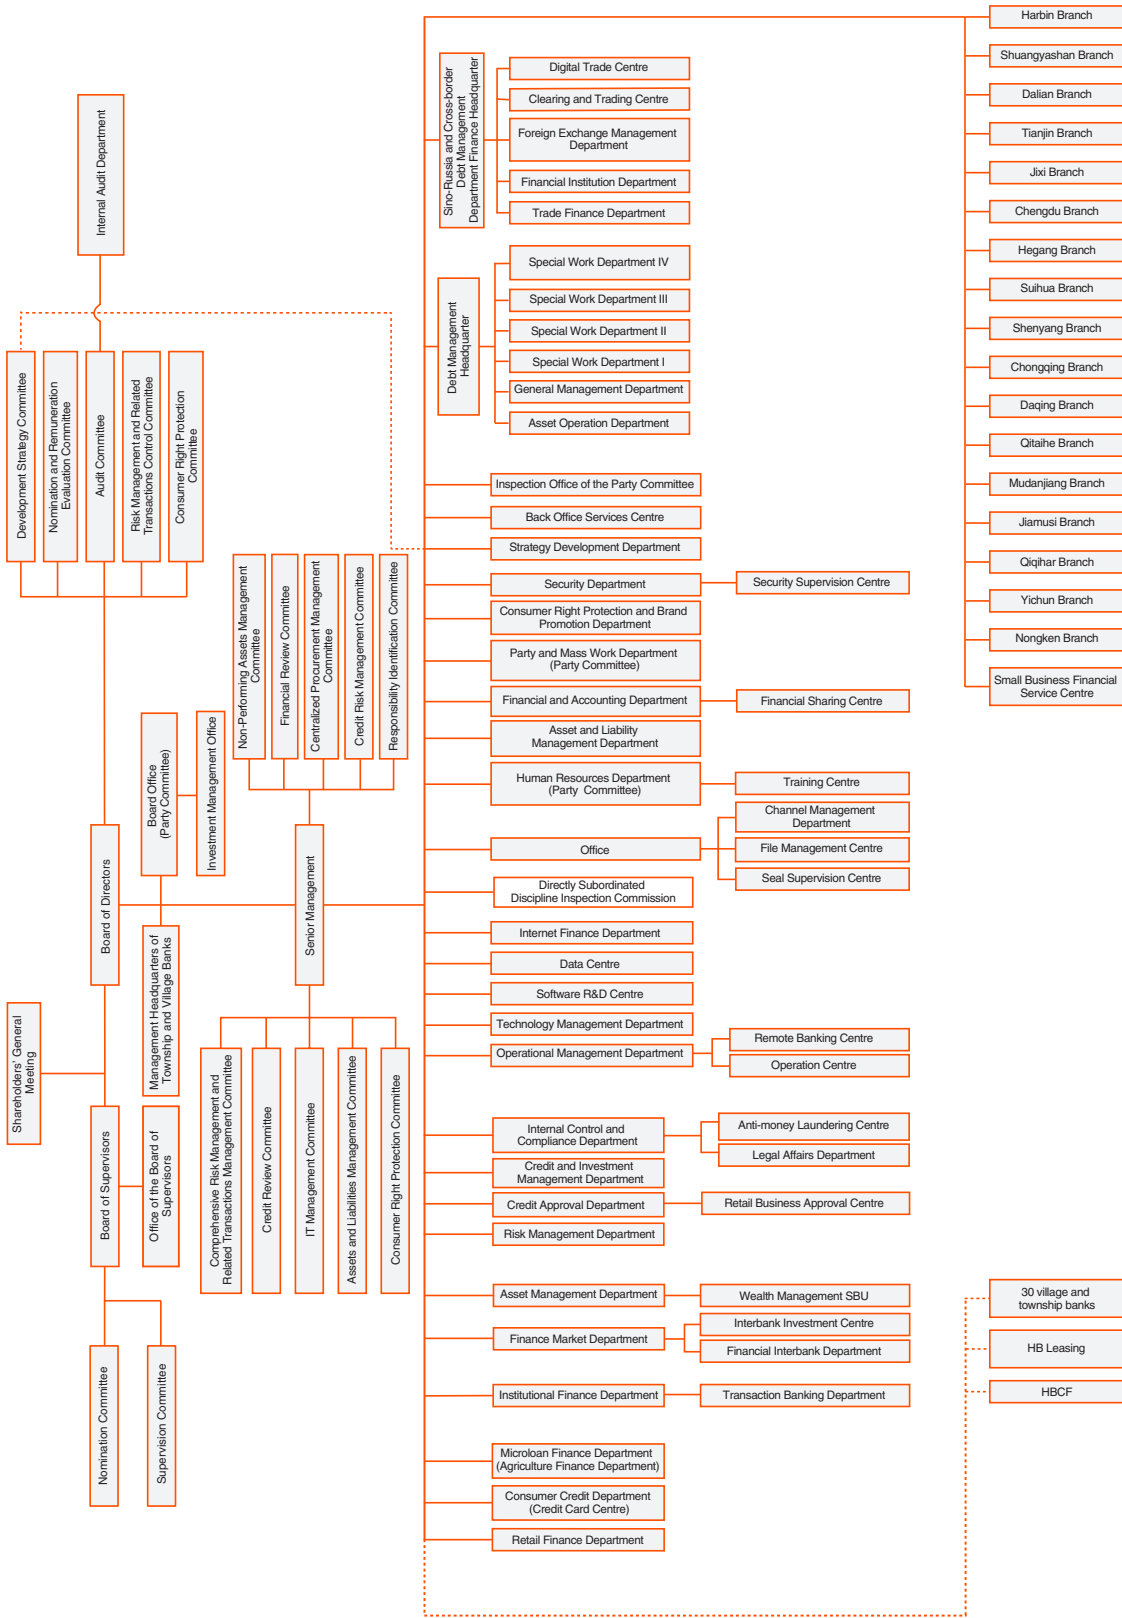 Shareholders' General
Meeting
Board of Supervisors
Board of Directors
Office of the Board of
Supervisors
Nomination Committee
Supervision Committee
Management Headquarters of
Township and Village Banks
Board Office
(Party Committee)
Investment Management Office
Development Strategy Committee
Nomination and Remuneration
Evaluation Committee
Audit Committee
Risk Management and Related
Transactions Control Committee
Consumer Right Protection
Committee
Internal Audit Department
Senior Management
Non-Performing Assets Management
Committee
Financial Review Committee
Centralized Procurement Management
Committee
Credit Risk Management Committee
Responsibility Identification Committee
Comprehensive Risk Management and
Related Transactions Management Committee
Credit Review Committee
IT Management Committee
Assets and Liabilities Management Committee
Consumer Right Protection Committee
Sino-Russia and Cross-border
Debt Management
Department Finance Headquarter
Digital Trade Centre
Clearing and Trading Centre
Foreign Exchange Management
Department
Financial Institution Department
Trade Finance Department
Debt Management
Headquarter
Special Work Department IV
Special Work Department III
Special Work Department II
Special Work Department I
General Management Department
Asset Operation Department
Inspection Office of the Party Committee
Back Office Services Centre
Strategy Development Department
Security Department
Security Supervision Centre
Consumer Right Protection and Brand
Promotion Department
Party and Mass Work Department
(Party Committee)
Financial and Accounting Department
Financial Sharing Centre
Asset and Liability
Management Department
Human Resources Department
(Party Committee)
Training Centre
Office
Channel Management
Department
File Management Centre
Seal Supervision Centre
Directly Subordinated
Discipline Inspection Commission
Internet Finance Department
Data Centre
Software R&D Centre
Technology Management Department
Operational Management Department
Remote Banking Centre
Operation Centre
Internal Control and
Compliance Department
Anti-money Laundering Centre
Legal Affairs Department
Credit and Investment
Management Department
Credit Approval Department
Retail Business Approval Centre
Risk Management Department
Asset Management Department
Wealth Management SBU
Finance Market Department
Interbank Investment Centre
Financial Interbank Department
Institutional Finance Department
Transaction Banking Department
Microloan Finance Department
(Agriculture Finance Department)
Consumer Credit Department
(Credit Card Centre)
Retail Finance Department
Harbin Branch
Shuangyashan Branch
Dalian Branch
Tianjin Branch
Jixi Branch
Chengdu Branch
Hegang Branch
Suihua Branch
Shenyang Branch
Chongqing Branch
Daqing Branch
Qitaihe Branch
Mudanjiang Branch
Jiamusi Branch
Qiqihar Branch
Yichun Branch
Nongken Branch
Small Business Financial
Service Centre
30 village and
township banks
HB Leasing
HBCF